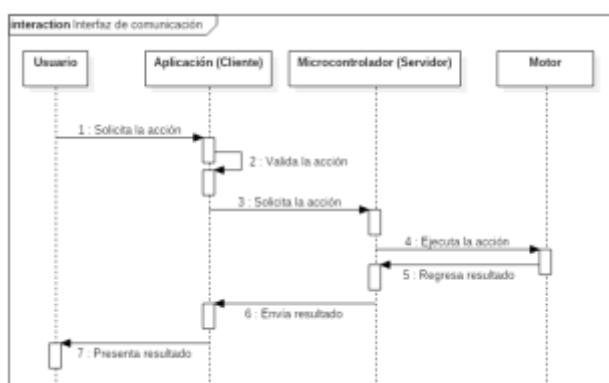 interaction Interfaz de comunicación
Usuario
Aplicación (Cliente)
Microcontrolador (Servidor)
Motor
1 : Solicita la acción
2 : Valida la acción
3 : Solicita la acción
4 : Ejecuta la acción
5 : Regresa resultado
6 : Envía resultado
7 : Presenta resultado